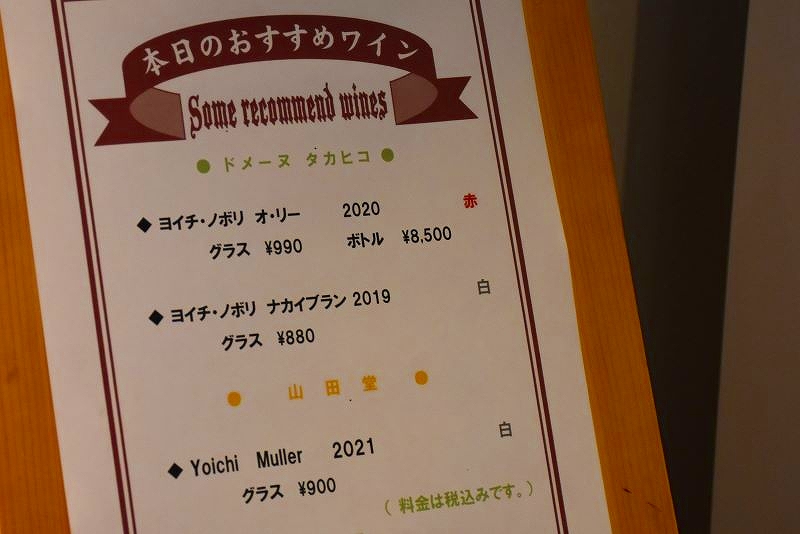 本日のおすすめワイン
Some recommend wines
● ドメーヌ タカヒコ ●
◆ ヨイチ・ノボリ オ・リー 2020 赤
グラス ¥990 ボトル ¥8,500
◆ ヨイチ・ノボリ ナカイブラン 2019 白
グラス ¥880
● 山田堂 ●
◆ Yoichi Muller 2021 白
グラス ¥900
(料金は税込みです。)